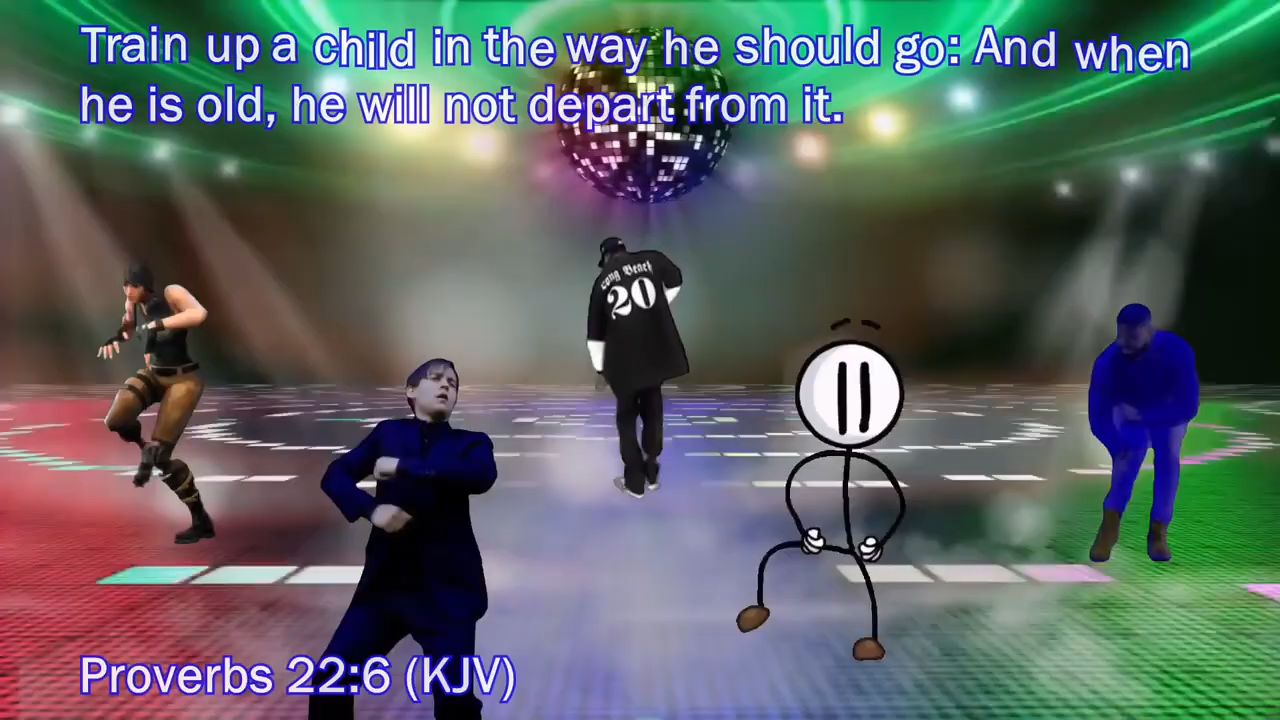 Train up a child in the way he should go: And when
he is old, he will not depart from it.
ong Beach
20
Proverbs 22:6 (KJV)